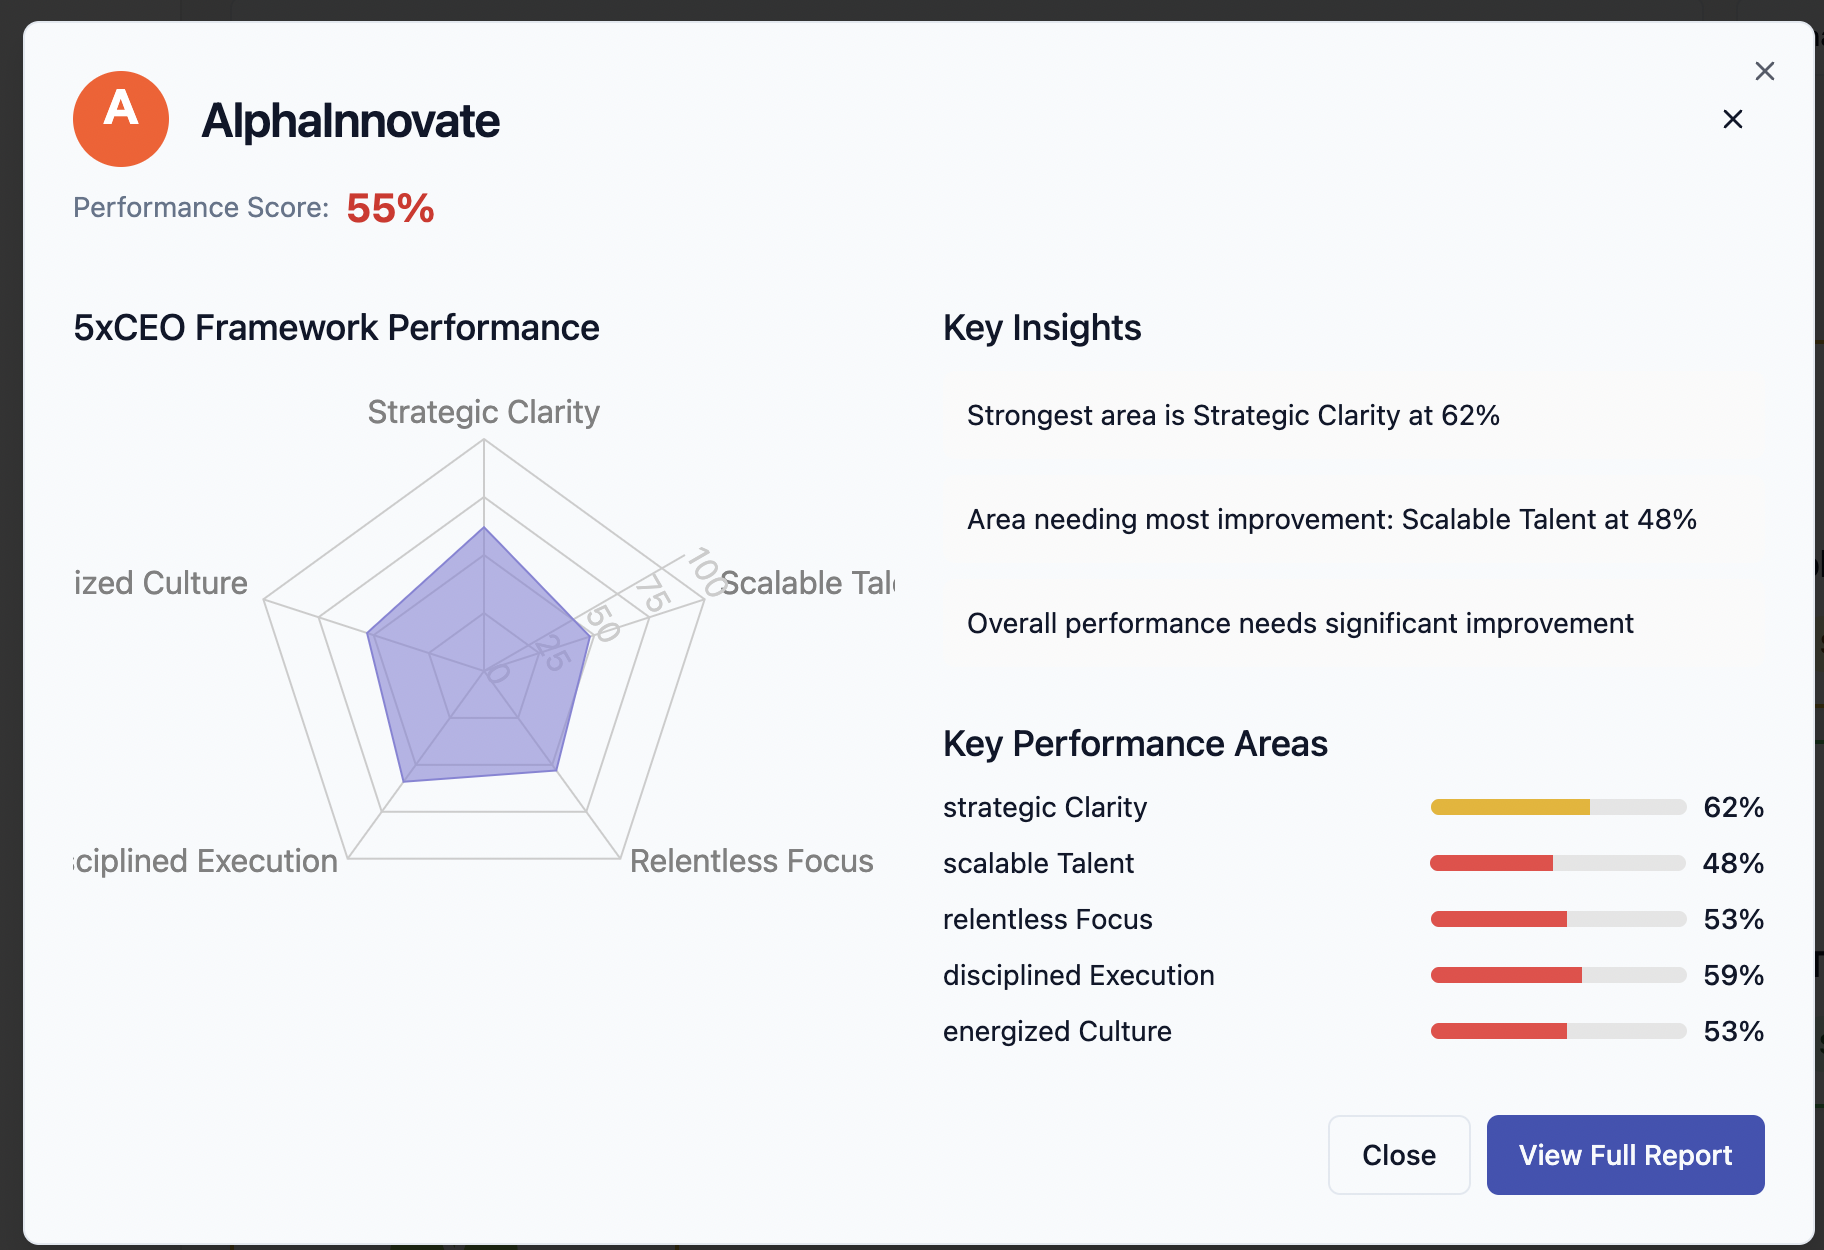 A
AlphaInnovate
Performance Score: 55%
5xCEO Framework Performance
Strategic Clarity
ized Culture
Scalable Tal
100
75
50
25
0
ciplined Execution
Relentless Focus
Key Insights
Strongest area is Strategic Clarity at 62%
Area needing most improvement: Scalable Talent at 48%
Overall performance needs significant improvement
Key Performance Areas
strategic Clarity 62%
scalable Talent 48%
relentless Focus 53%
disciplined Execution 59%
energized Culture 53%
Close
View Full Report